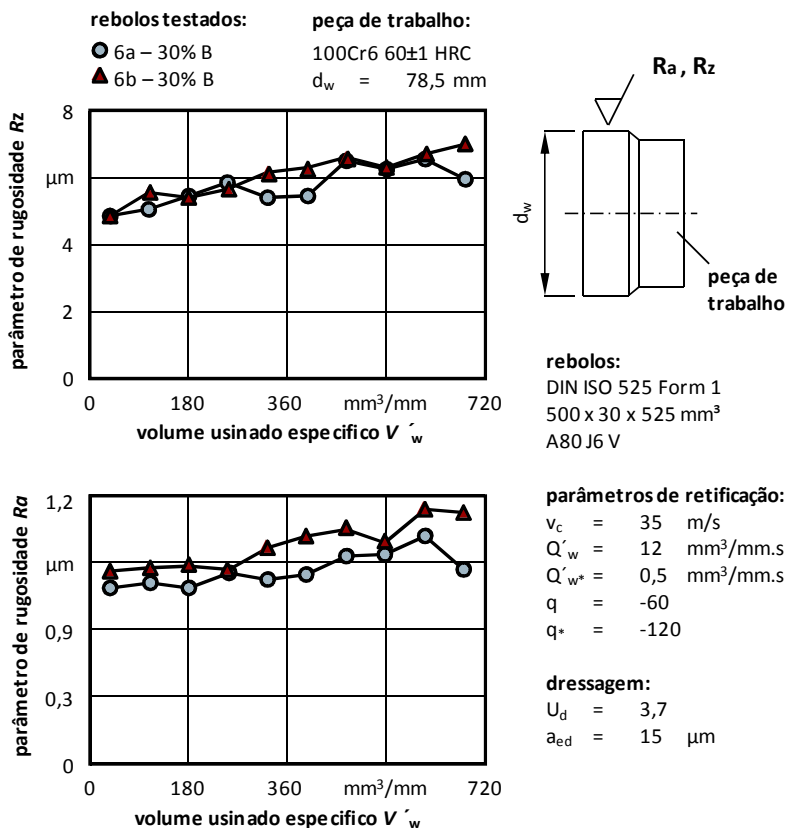 rebolos testados:
6a – 30% B
6b – 30% B
peça de trabalho:
100Cr6 60±1 HRC
dw = 78,5 mm
parâmetro de rugosidade Rz
8
µm
4
2
0
0 180 360 mm³/mm 720
volume usinado especifico V ´w
Ra , Rz
dw
peça de
trabalho
rebolos:
DIN ISO 525 Form 1
500 x 30 x 525 mm³
A80 J6 V
parâmetro de rugosidade Ra
1,2
µm
0,9
0,3
0
0 180 360 mm³/mm 720
volume usinado especifico V ´w
parâmetros de retificação:
vc = 35 m/s
Q´w = 12 mm³/mm.s
Q´w* = 0,5 mm³/mm.s
q = -60
q* = -120
dressagem:
Ud = 3,7
aed = 15 µm